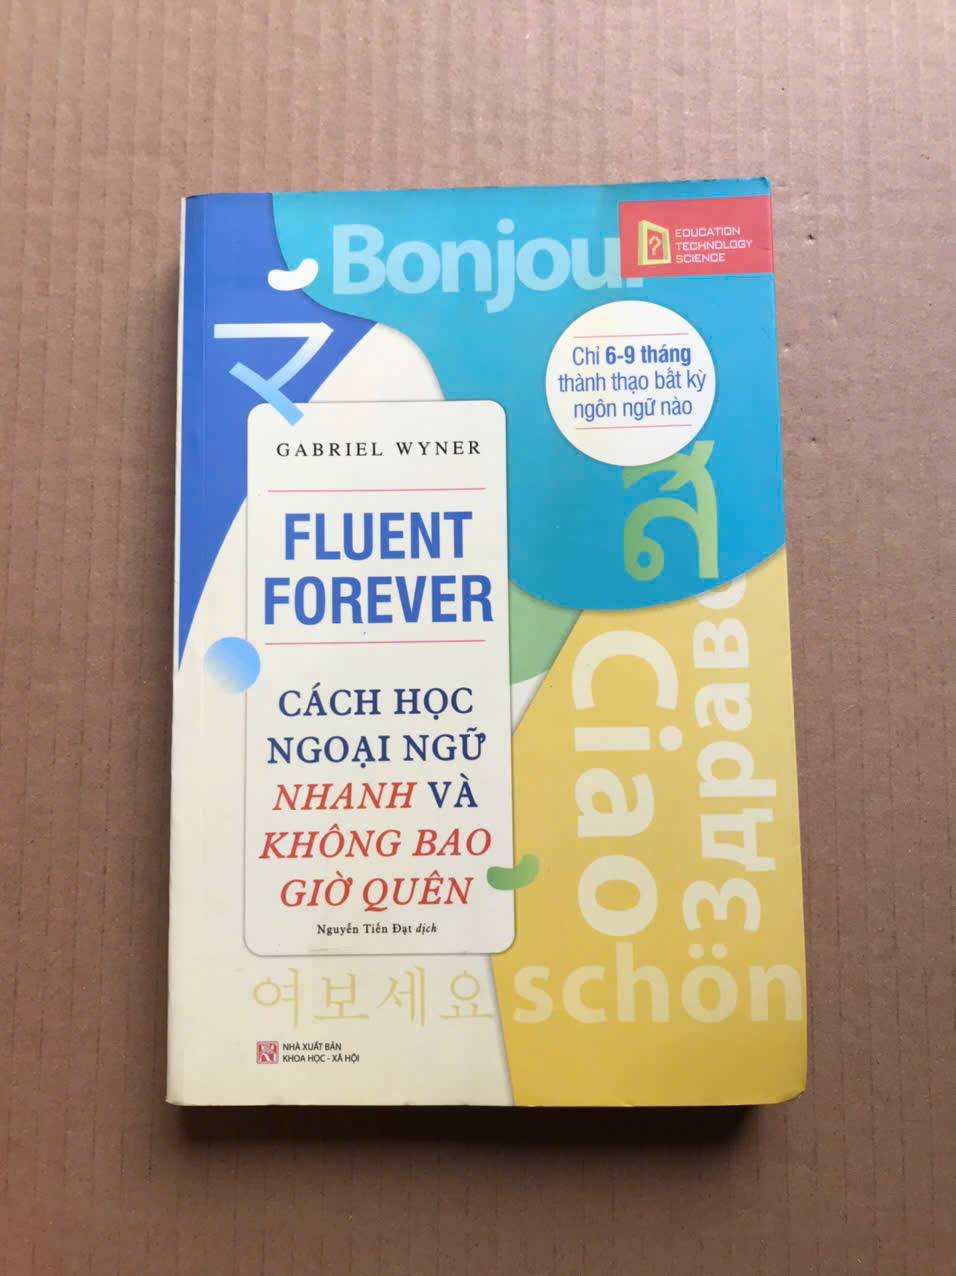 Bonjour
EDUCATION
TECHNOLOGY
SCIENCE
Chỉ 6-9 tháng
thành thạo bất kỳ
ngôn ngữ nào
マ
GABRIEL WYNER
FLUENT
FOREVER
CÁCH HỌC
NGOẠI NGỮ
NHANH VÀ
KHÔNG BAO
GIỜ QUÊN
Nguyễn Tiến Đạt dịch
Ciao
Здраво
여보세요
schön
NHÀ XUẤT BẢN
KHOA HỌC - XÃ HỘI